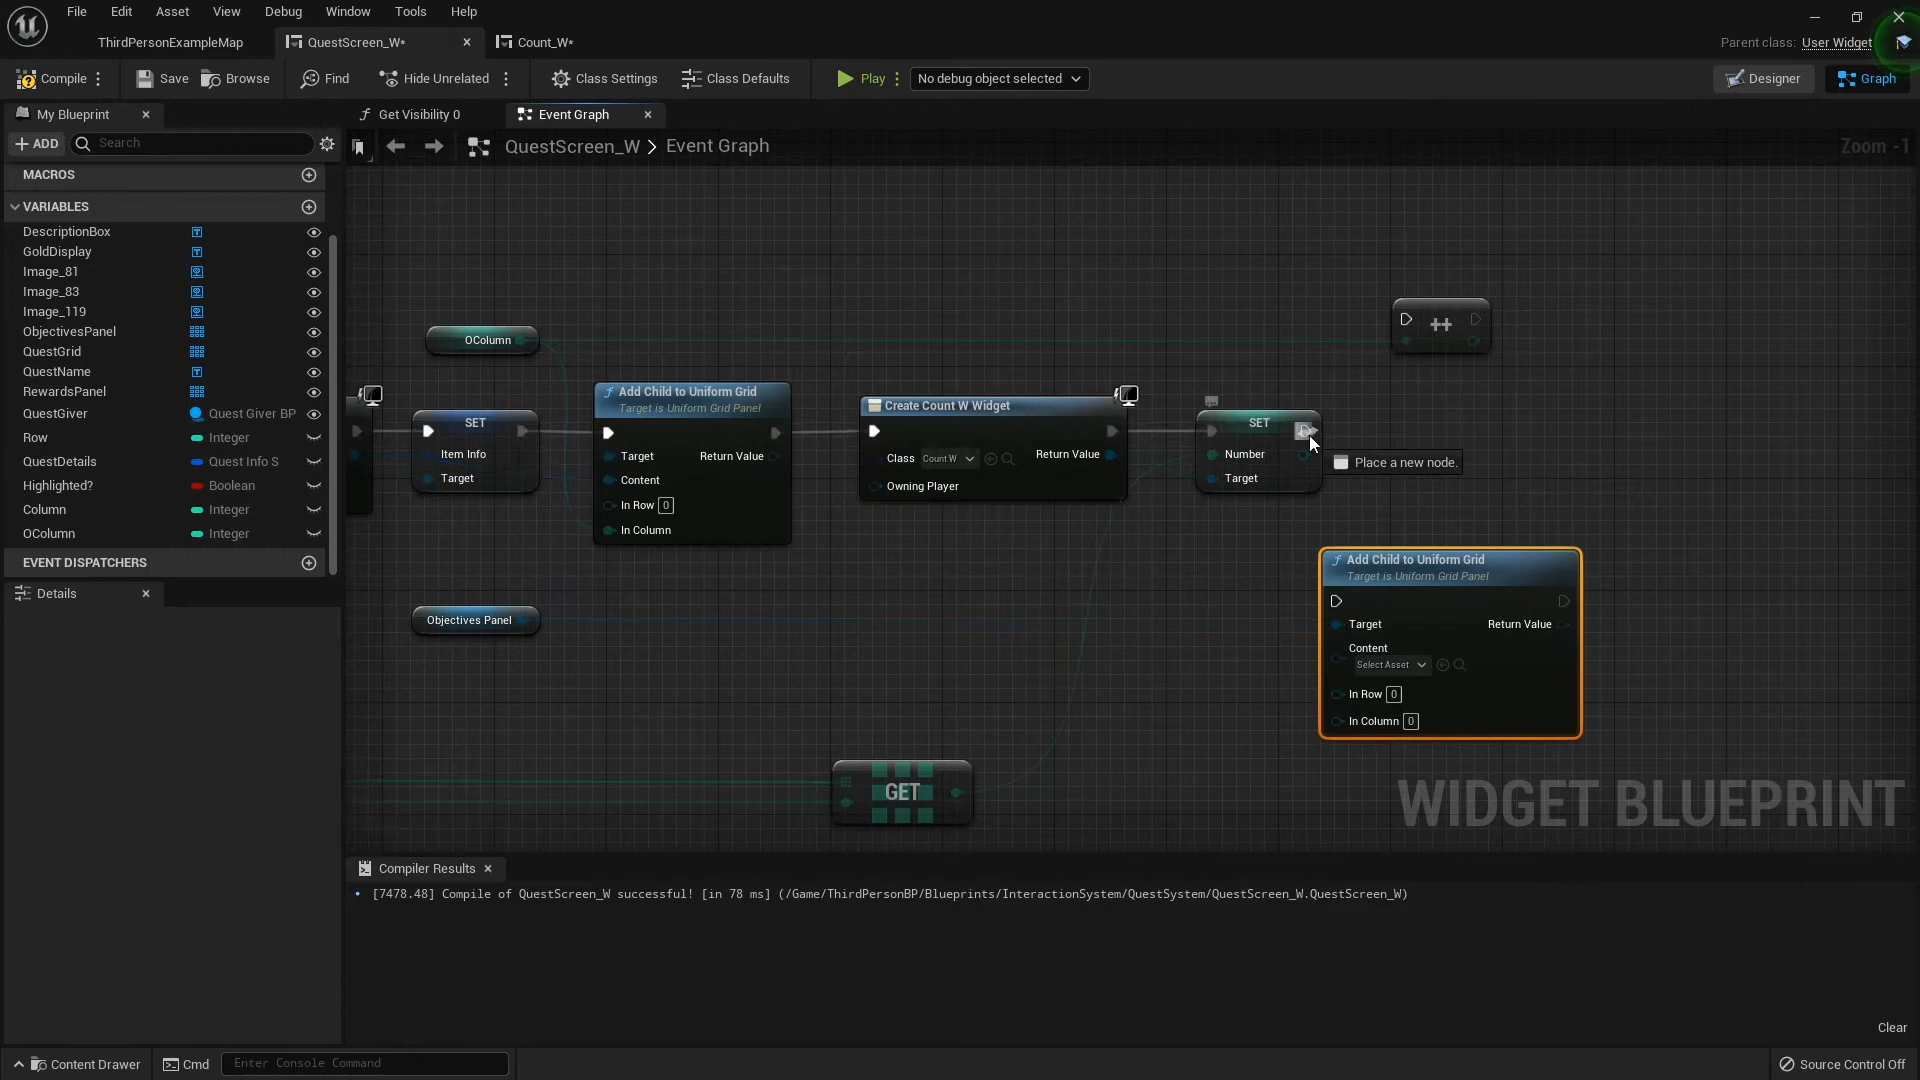 File Edit Asset View Debug Window Tools Help
ThirdPersonExampleMap QuestScreen_W* Count_W* Parent class: User Widget
Compile Save Browse Find Hide Unrelated Class Settings Class Defaults Play No debug object selected Designer Graph
My Blueprint Get Visibility 0 Event Graph
ADD Search QuestScreen_W > Event Graph Zoom -1
MACROS
VARIABLES
DescriptionBox
GoldDisplay
Image_81
Image_83
Image_119
ObjectivesPanel
QuestGrid
QuestName
RewardsPanel
QuestGiver Quest Giver BP
Row Integer
QuestDetails Quest Info S
Highlighted? Boolean
Column Integer
OColumn Integer
EVENT DISPATCHERS
Details
OColumn
++
SET
Item Info
Target
Add Child to Uniform Grid
Target is Uniform Grid Panel
Target Return Value
Content
In Row 0
In Column
Create Count W Widget
Class Count W Return Value
Owning Player
SET
Number
Target
Place a new node.
Objectives Panel
Add Child to Uniform Grid
Target is Uniform Grid Panel
Target Return Value
Content
Select Asset
In Row 0
In Column 0
GET
WIDGET BLUEPRINT
Compiler Results
[7478.48] Compile of QuestScreen_W successful! [in 78 ms] (/Game/ThirdPersonBP/Blueprints/InteractionSystem/QuestSystem/QuestScreen_W.QuestScreen_W)
Clear
Content Drawer Cmd Enter Console Command Source Control Off